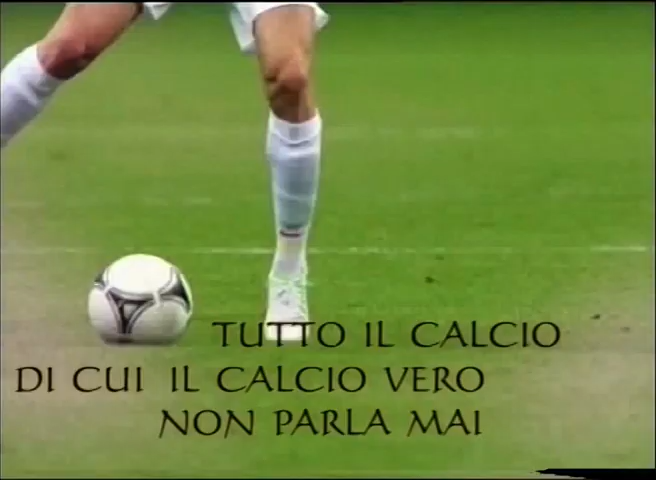 TUTTO IL CALCIO
DI CUI IL CALCIO VERO
NON PARLA MAI